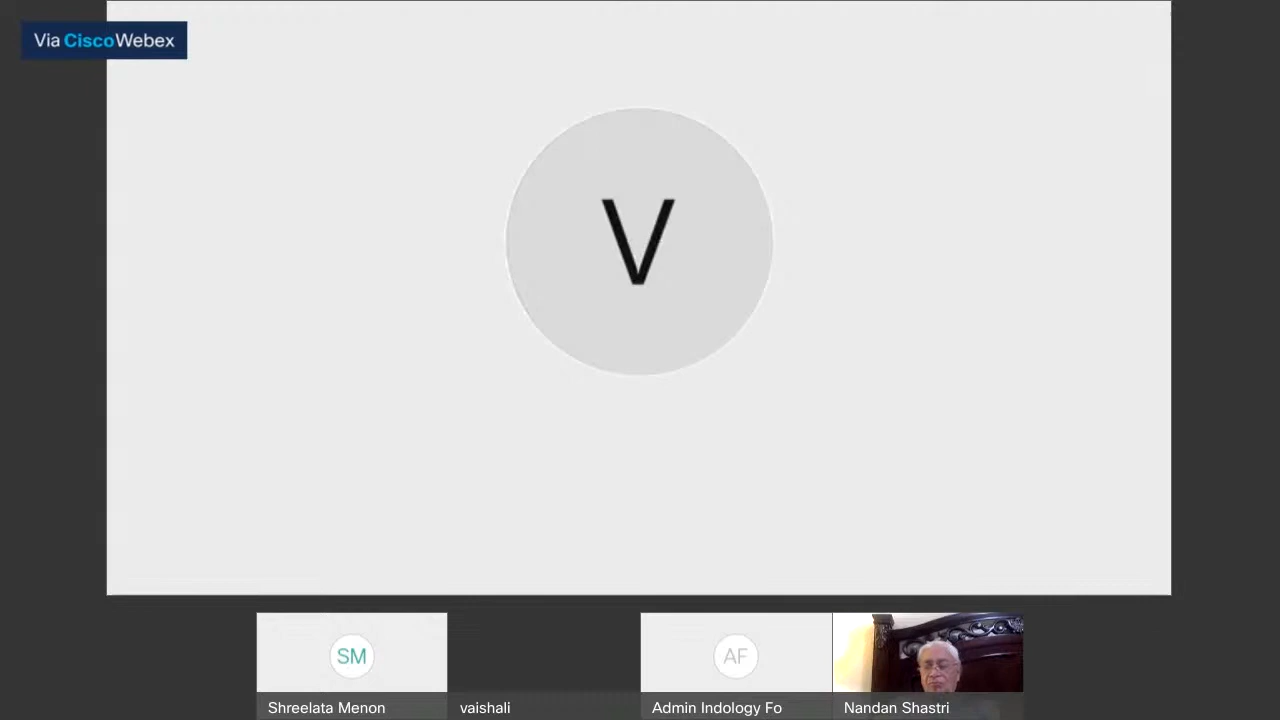 Via CiscoWebex
V
SM
AF
Shreelata Menon
vaishali
Admin Indology Fo
Nandan Shastri